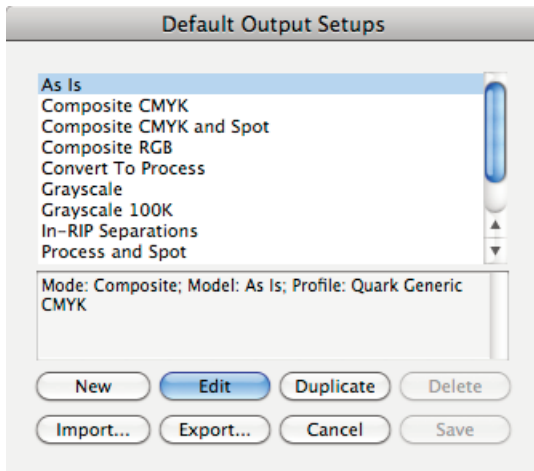 Default Output Setups
As Is
Composite CMYK
Composite CMYK and Spot
Composite RGB
Convert To Process
Grayscale
Grayscale 100K
In-RIP Separations
Process and Spot
Mode: Composite; Model: As Is; Profile: Quark Generic
CMYK
New Edit Duplicate Delete
Import... Export... Cancel Save